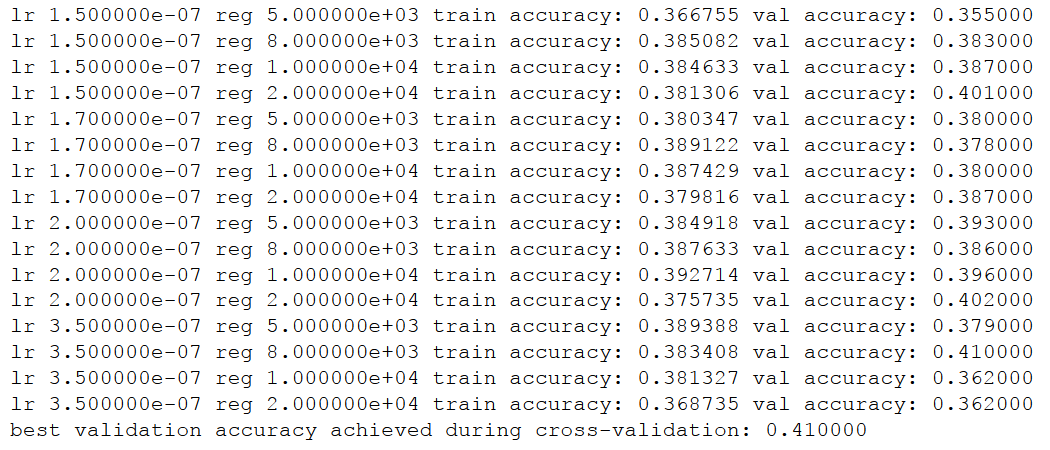 lr 1.500000e-07 reg 5.000000e+03 train accuracy: 0.366755 val accuracy: 0.355000
lr 1.500000e-07 reg 8.000000e+03 train accuracy: 0.385082 val accuracy: 0.383000
lr 1.500000e-07 reg 1.000000e+04 train accuracy: 0.384633 val accuracy: 0.387000
lr 1.500000e-07 reg 2.000000e+04 train accuracy: 0.381306 val accuracy: 0.401000
lr 1.700000e-07 reg 5.000000e+03 train accuracy: 0.380347 val accuracy: 0.380000
lr 1.700000e-07 reg 8.000000e+03 train accuracy: 0.389122 val accuracy: 0.378000
lr 1.700000e-07 reg 1.000000e+04 train accuracy: 0.387429 val accuracy: 0.380000
lr 1.700000e-07 reg 2.000000e+04 train accuracy: 0.379816 val accuracy: 0.387000
lr 2.000000e-07 reg 5.000000e+03 train accuracy: 0.384918 val accuracy: 0.393000
lr 2.000000e-07 reg 8.000000e+03 train accuracy: 0.387633 val accuracy: 0.386000
lr 2.000000e-07 reg 1.000000e+04 train accuracy: 0.392714 val accuracy: 0.396000
lr 2.000000e-07 reg 2.000000e+04 train accuracy: 0.375735 val accuracy: 0.402000
lr 3.500000e-07 reg 5.000000e+03 train accuracy: 0.389388 val accuracy: 0.379000
lr 3.500000e-07 reg 8.000000e+03 train accuracy: 0.383408 val accuracy: 0.410000
lr 3.500000e-07 reg 1.000000e+04 train accuracy: 0.381327 val accuracy: 0.362000
lr 3.500000e-07 reg 2.000000e+04 train accuracy: 0.368735 val accuracy: 0.362000
best validation accuracy achieved during cross-validation: 0.410000